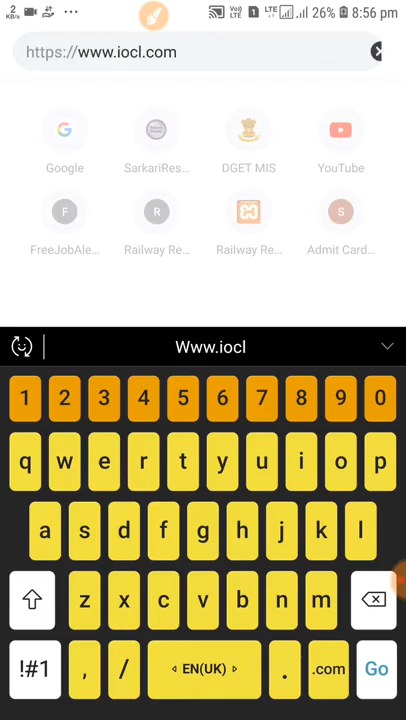 2 KB/s ... Vo)) LTE 1 LTE 26% 8:56 pm
https://www.iocl.com
Google SarkariRes... DGET MIS YouTube
F R S
FreeJobAle... Railway Re... Railway Re... Admit Card...
Www.iocl
1 2 3 4 5 6 7 8 9 0
q w e r t y u i o p
a s d f g h j k l
z x c v b n m
!#1 , / EN(UK) . .com Go